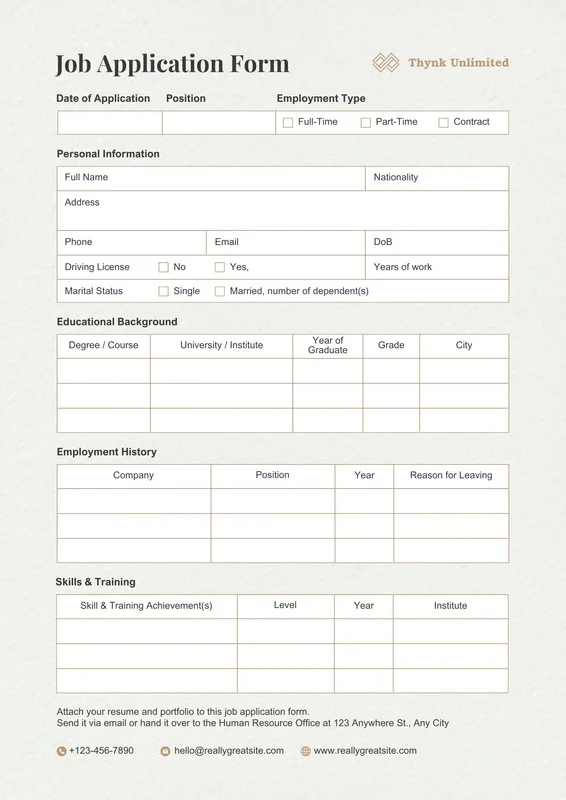 Job Application Form
Thynk Unlimited
Date of Application Position Employment Type
Full-Time Part-Time Contract
Personal Information
Full Name Nationality
Address
Phone Email DoB
Driving License No Yes, Years of work
Marital Status Single Married, number of dependent(s)
Educational Background
Degree / Course University / Institute Year of Graduate Grade City
Employment History
Company Position Year Reason for Leaving
Skills & Training
Skill & Training Achievement(s) Level Year Institute
Attach your resume and portfolio to this job application form.
Send it via email or hand it over to the Human Resource Office at 123 Anywhere St., Any City
+123-456-7890 hello@reallygreatsite.com www.reallygreatsite.com